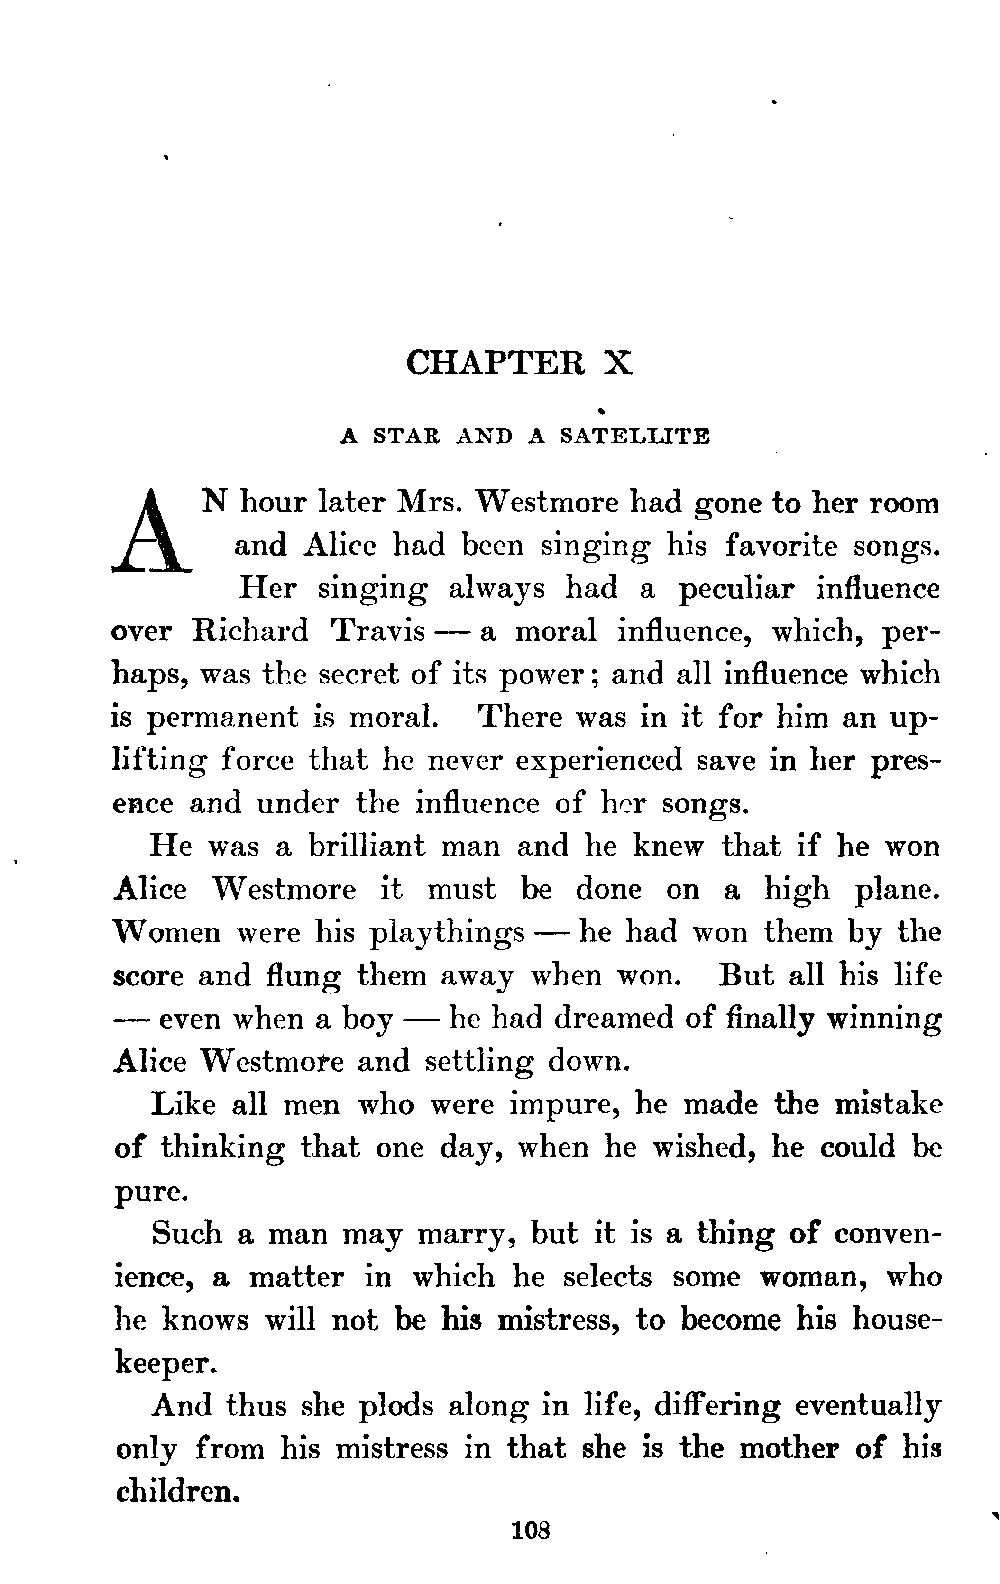 CHAPTER X
A STAR AND A SATELLITE
AN hour later Mrs. Westmore had gone to her room
and Alice had been singing his favorite songs.
Her singing always had a peculiar influence
over Richard Travis — a moral influence, which, per-
haps, was the secret of its power; and all influence which
is permanent is moral. There was in it for him an up-
lifting force that he never experienced save in her pres-
ence and under the influence of her songs.
He was a brilliant man and he knew that if he won
Alice Westmore it must be done on a high plane.
Women were his playthings — he had won them by the
score and flung them away when won. But all his life
— even when a boy — he had dreamed of finally winning
Alice Westmore and settling down.
Like all men who were impure, he made the mistake
of thinking that one day, when he wished, he could be
pure.
Such a man may marry, but it is a thing of conven-
ience, a matter in which he selects some woman, who
he knows will not be his mistress, to become his house-
keeper.
And thus she plods along in life, differing eventually
only from his mistress in that she is the mother of his
children.
108